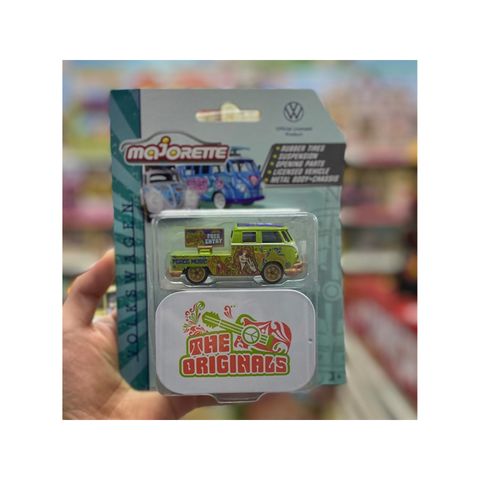 Official Licensed
Product
majorette
• RUBBER TIRES
• SUSPENSION
• OPENING PARTS
• LICENSED VEHICLE
• METAL BODY+CHASSIS
VOLKSWAGEN
FREE
ENTRY
THE
ORIGINALS